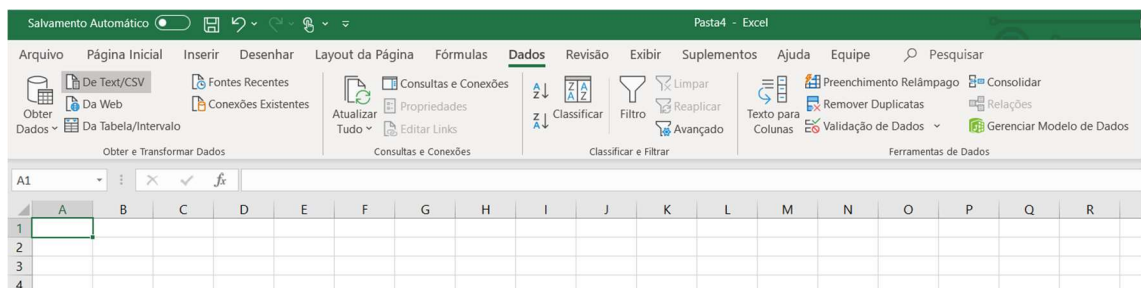 Salvamento Automático
Pasta4 - Excel
Arquivo Página Inicial Inserir Desenhar Layout da Página Fórmulas Dados Revisão Exibir Suplementos Ajuda Equipe Pesquisar
Obter Dados
De Text/CSV
Da Web
Da Tabela/Intervalo
Fontes Recentes
Conexões Existentes
Obter e Transformar Dados
Atualizar Tudo
Consultas e Conexões
Propriedades
Editar Links
Consultas e Conexões
Classificar
Filtro
Limpar
Reaplicar
Avançado
Classificar e Filtrar
Texto para Colunas
Preenchimento Relâmpago
Remover Duplicatas
Validação de Dados
Consolidar
Relações
Gerenciar Modelo de Dados
Ferramentas de Dados
A1
fx
A B C D E F G H I J K L M N O P Q R
1
2
3
4